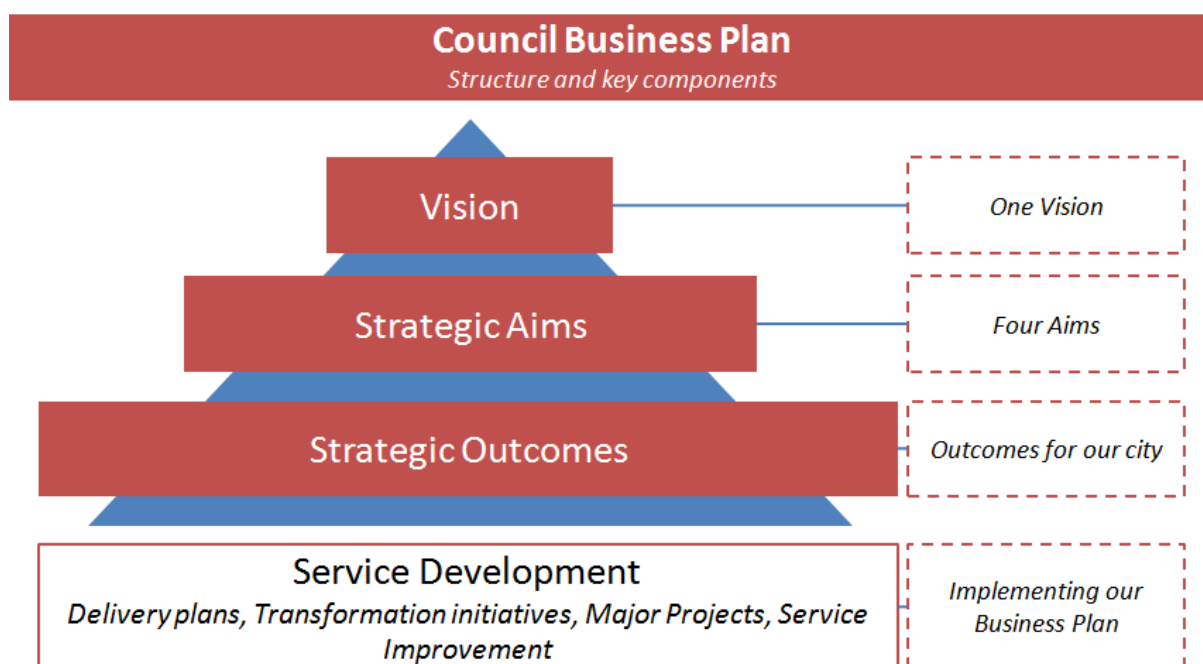 Council Business Plan
Structure and key components
Vision
One Vision
Strategic Aims
Four Aims
Strategic Outcomes
Outcomes for our city
Service Development
Delivery plans, Transformation initiatives, Major Projects, Service
Improvement
Implementing our
Business Plan